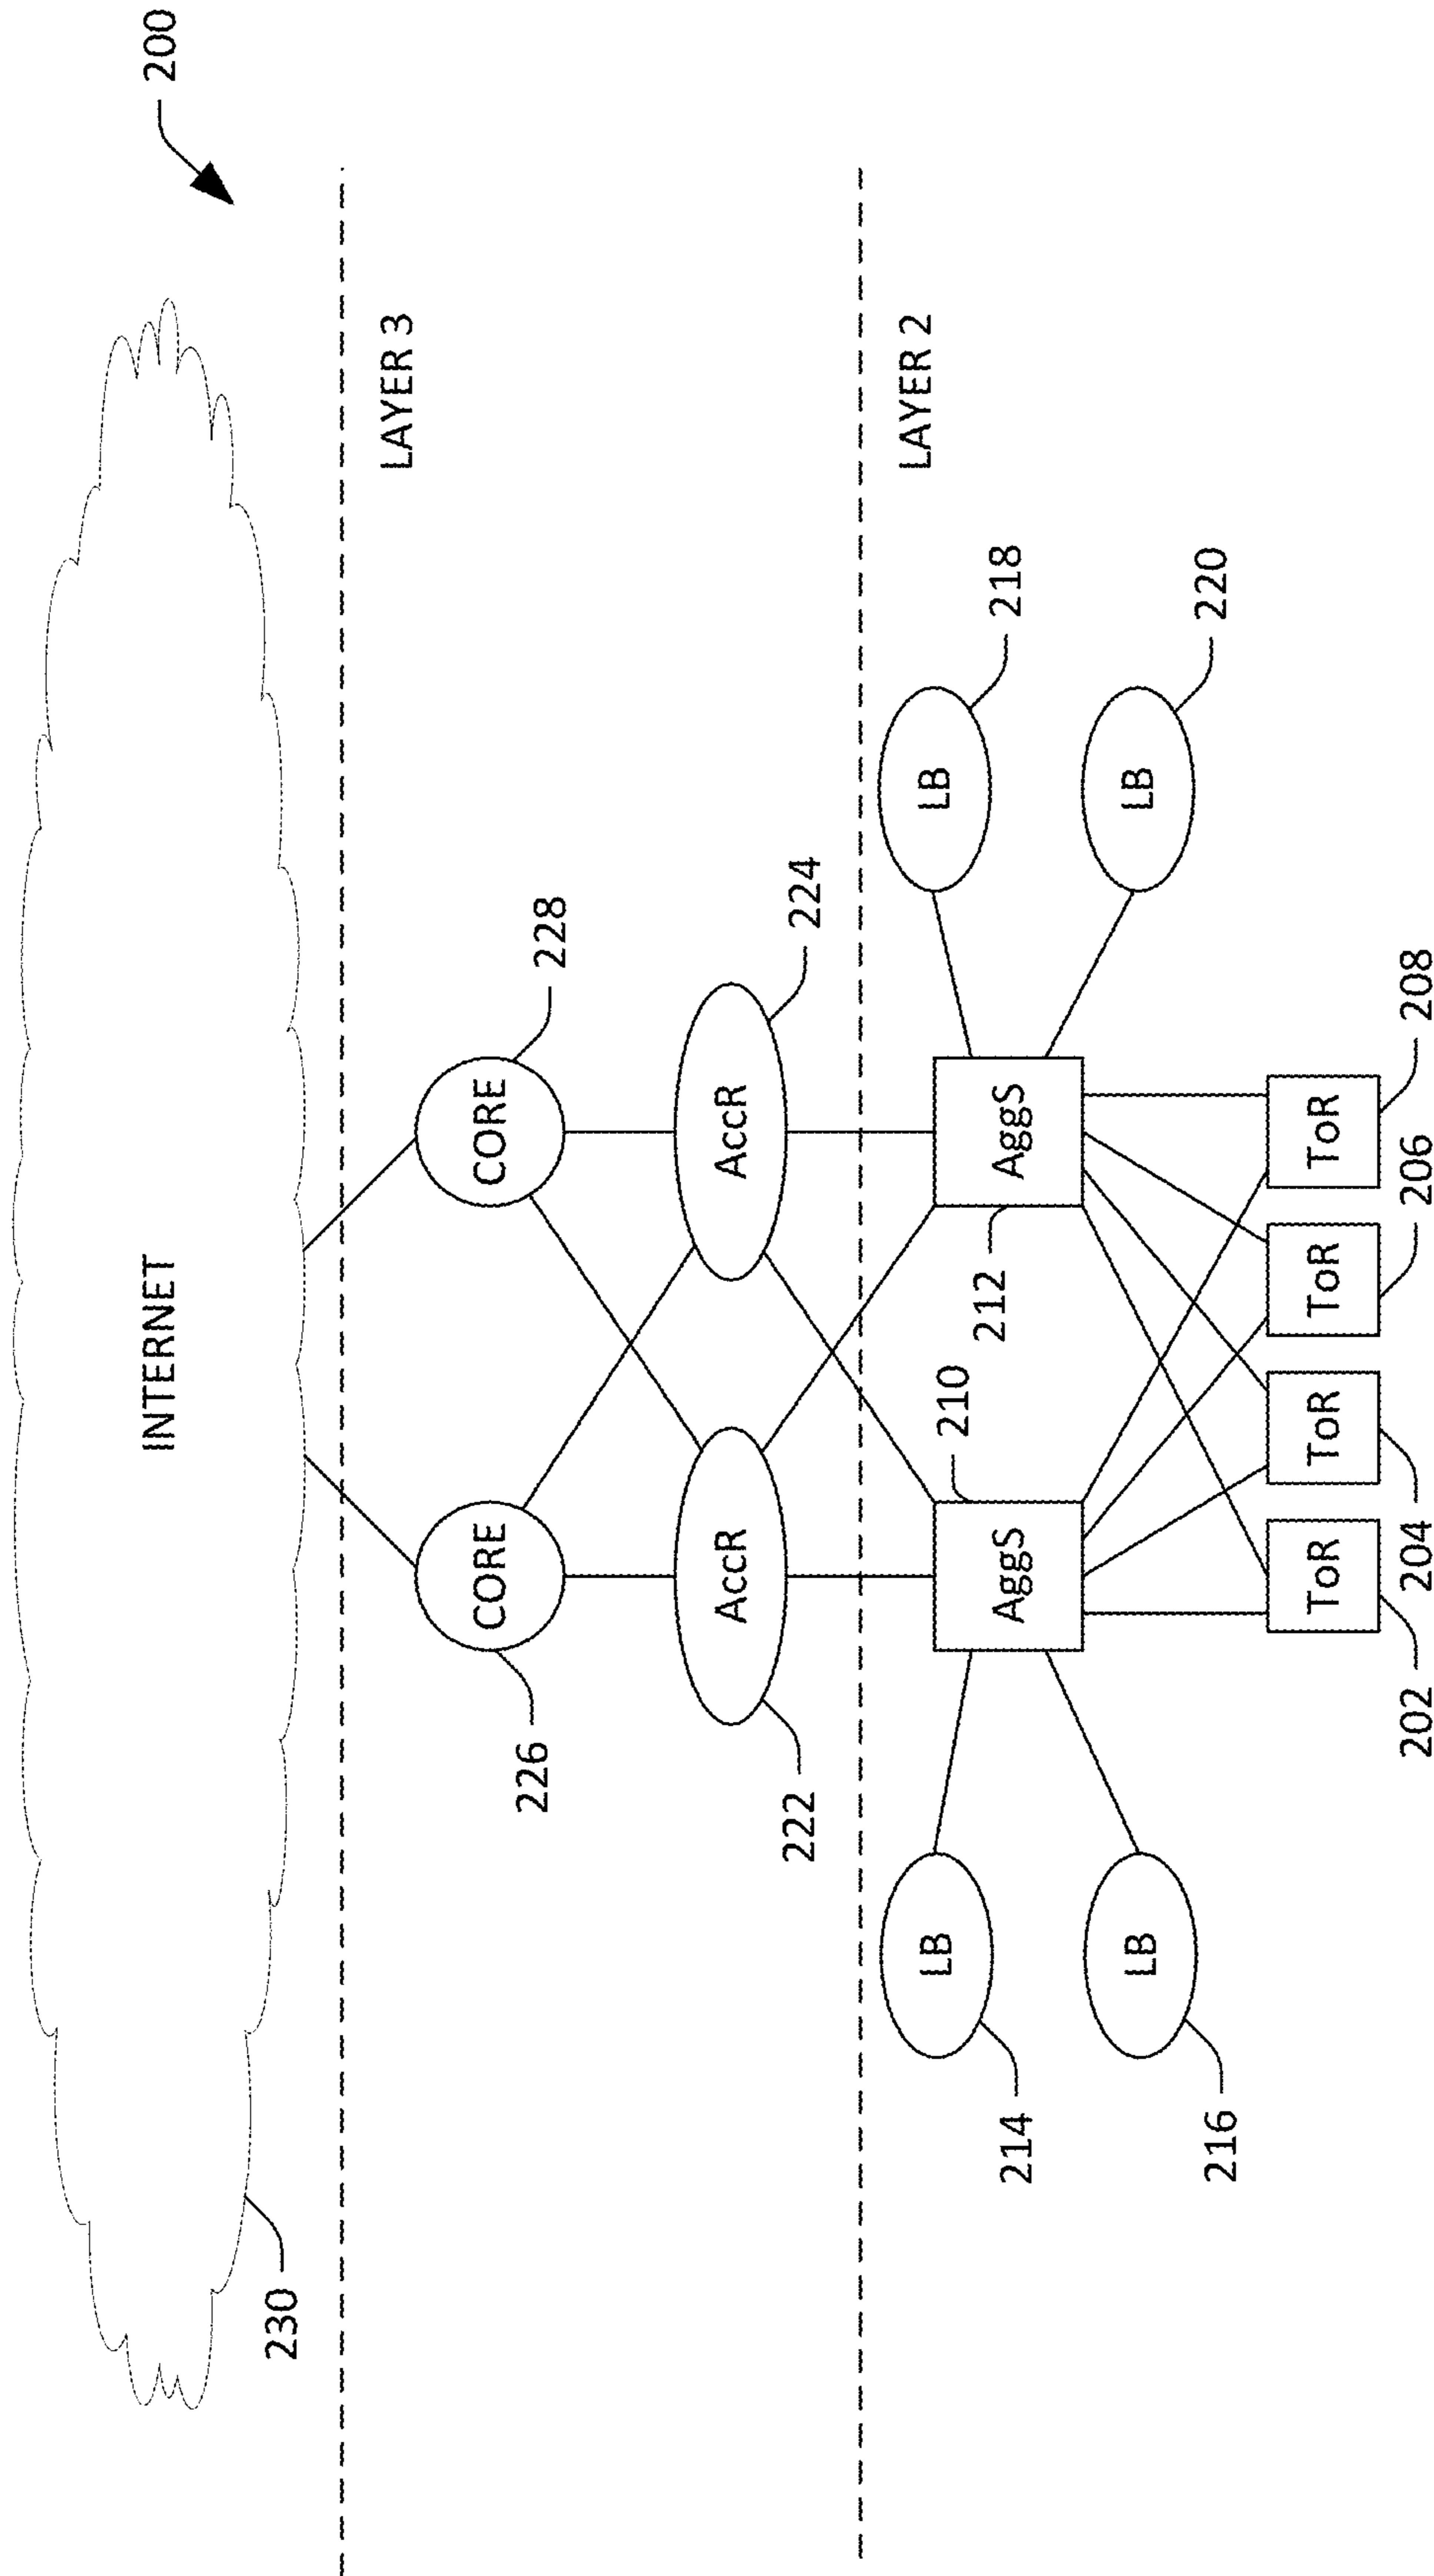 200
INTERNET
230
LAYER 3
CORE
CORE
226
228
AccR
AccR
222
224
LAYER 2
LB
AggS
210
212
AggS
LB
214
218
LB
LB
216
220
ToR
ToR
ToR
ToR
202
204
206
208